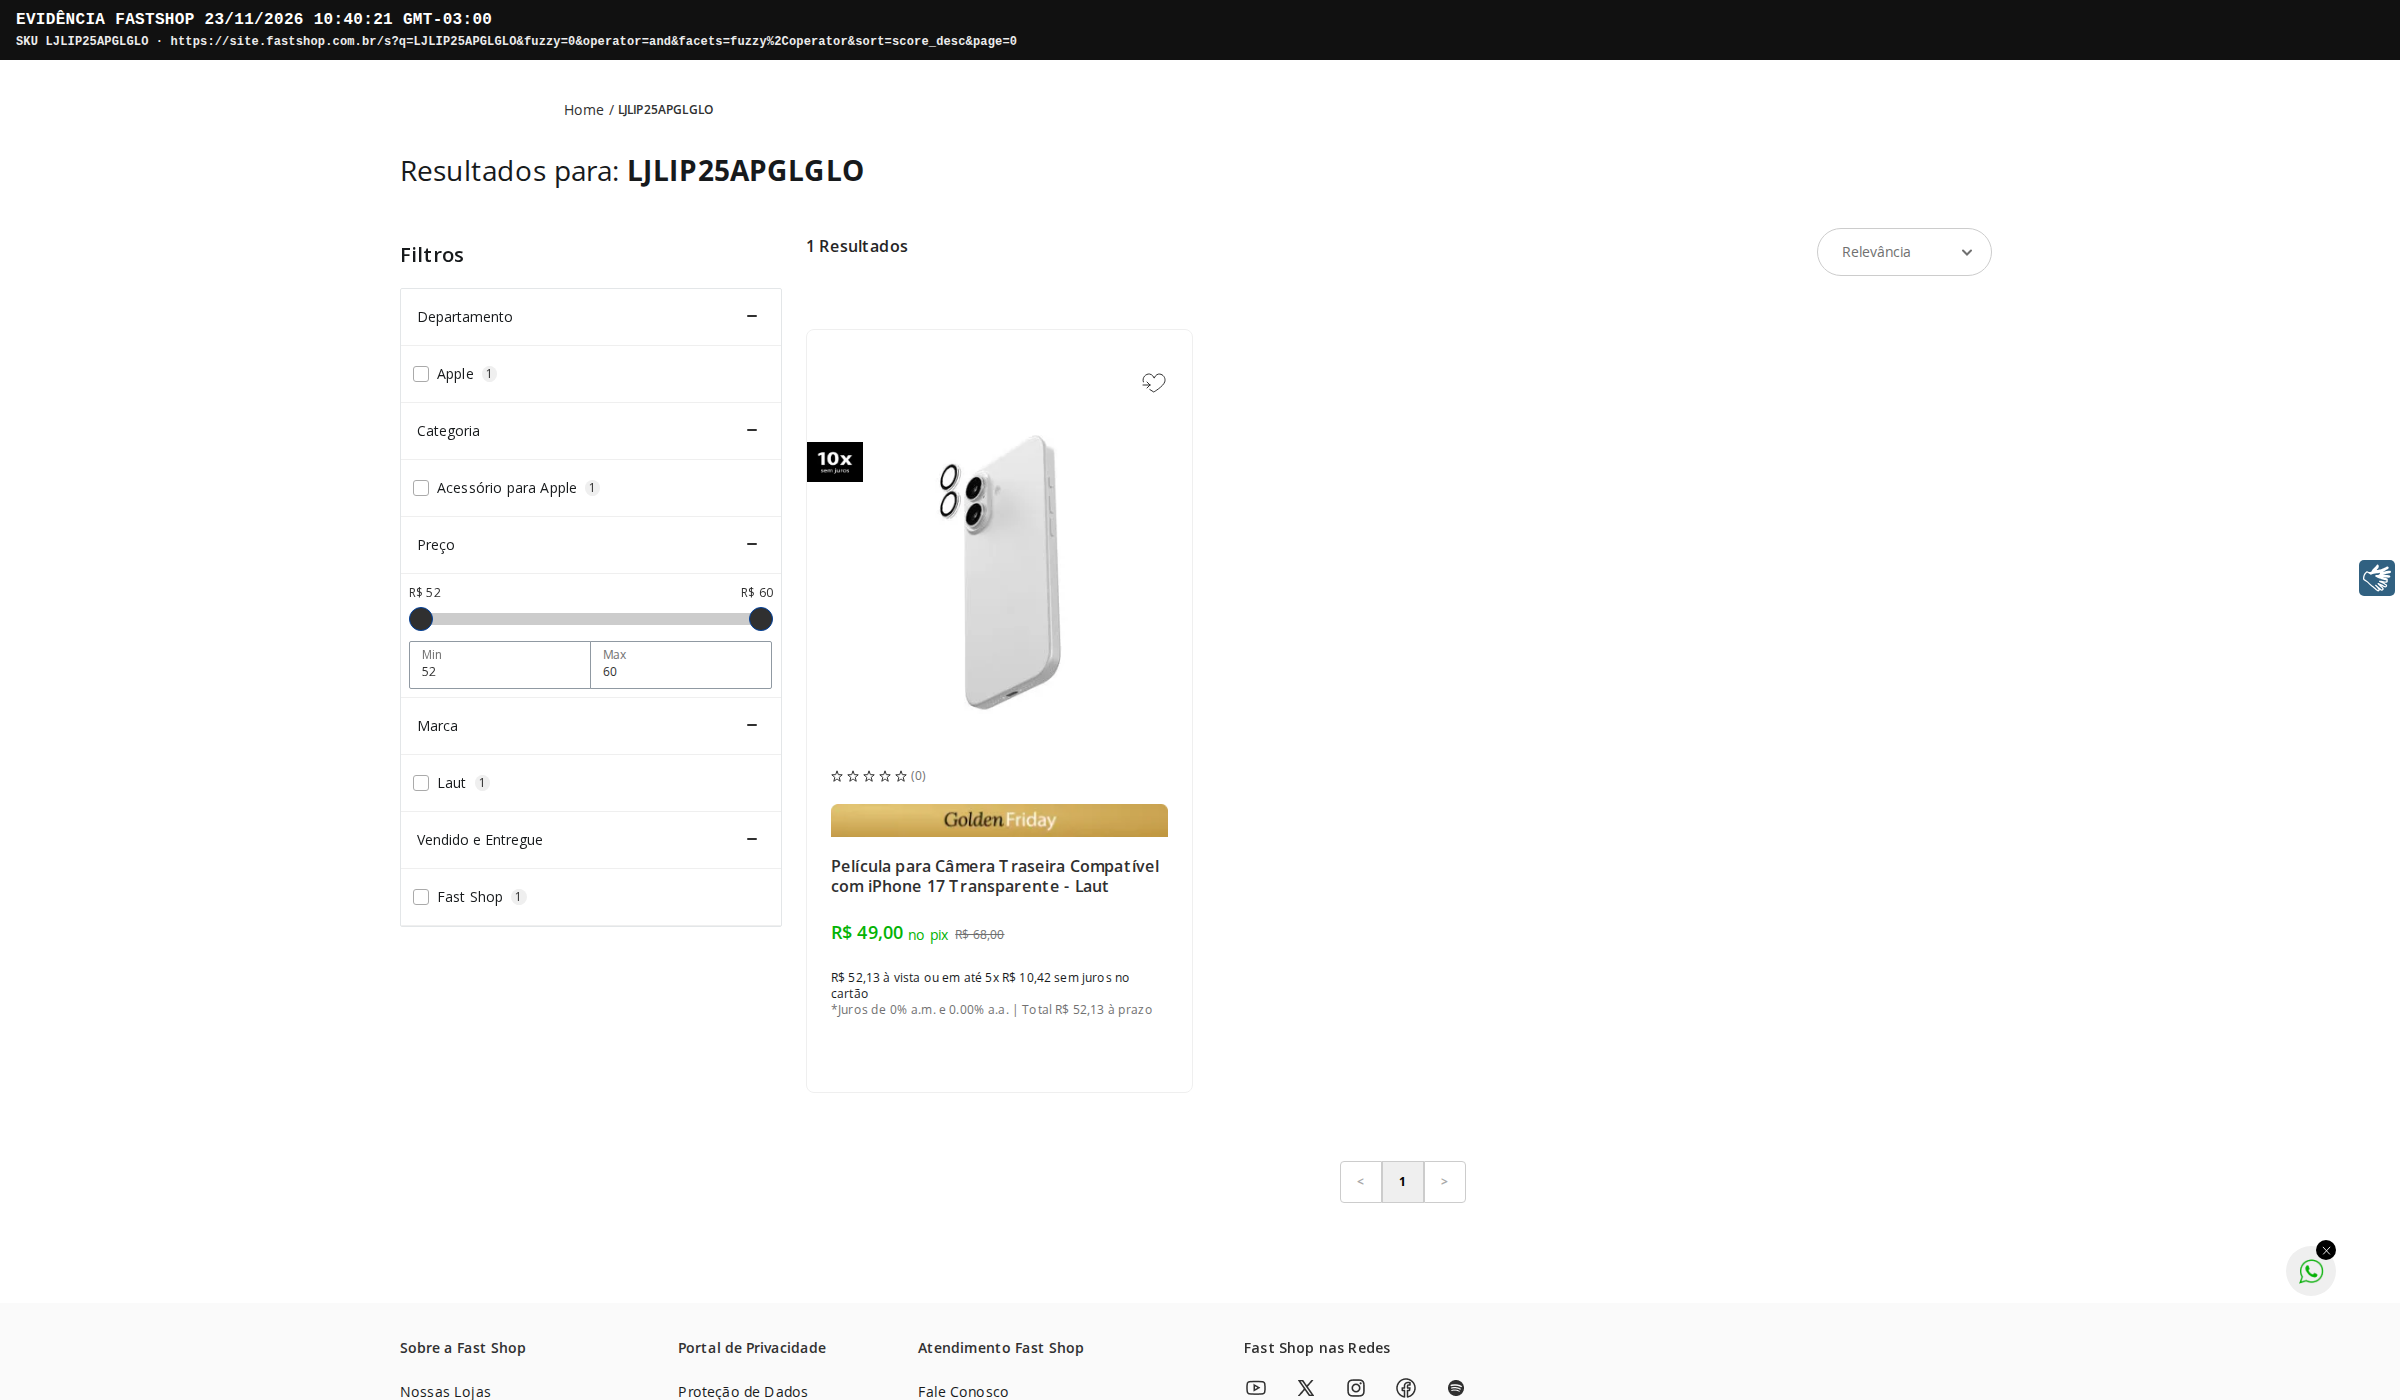 EVIDÊNCIA FASTSHOP 23/11/2026 10:40:21 GMT-03:00
SKU LJLIP25APGLGLO · https://site.fastshop.com.br/s?q=LJLIP25APGLGLO&fuzzy=0&operator=and&facets=fuzzy%2Coperator&sort=score_desc&page=0
Home / LJLIP25APGLGLO
Resultados para: LJLIP25APGLGLO
Filtros
1 Resultados
Relevância
Departamento
Apple 1
Categoria
Acessório para Apple 1
Preço
R$ 52
R$ 60
Min
52
Max
60
Marca
Laut 1
Vendido e Entregue
Fast Shop 1
10x
sem juros
(0)
Golden Friday
Película para Câmera Traseira Compatível
com iPhone 17 Transparente - Laut
R$ 49,00 no pix R$ 68,00
R$ 52,13 à vista ou em até 5x R$ 10,42 sem juros no
cartão
*Juros de 0% a.m. e 0.00% a.a. | Total R$ 52,13 à prazo
< 1 >
Sobre a Fast Shop
Portal de Privacidade
Atendimento Fast Shop
Fast Shop nas Redes
Nossas Lojas
Proteção de Dados
Fale Conosco